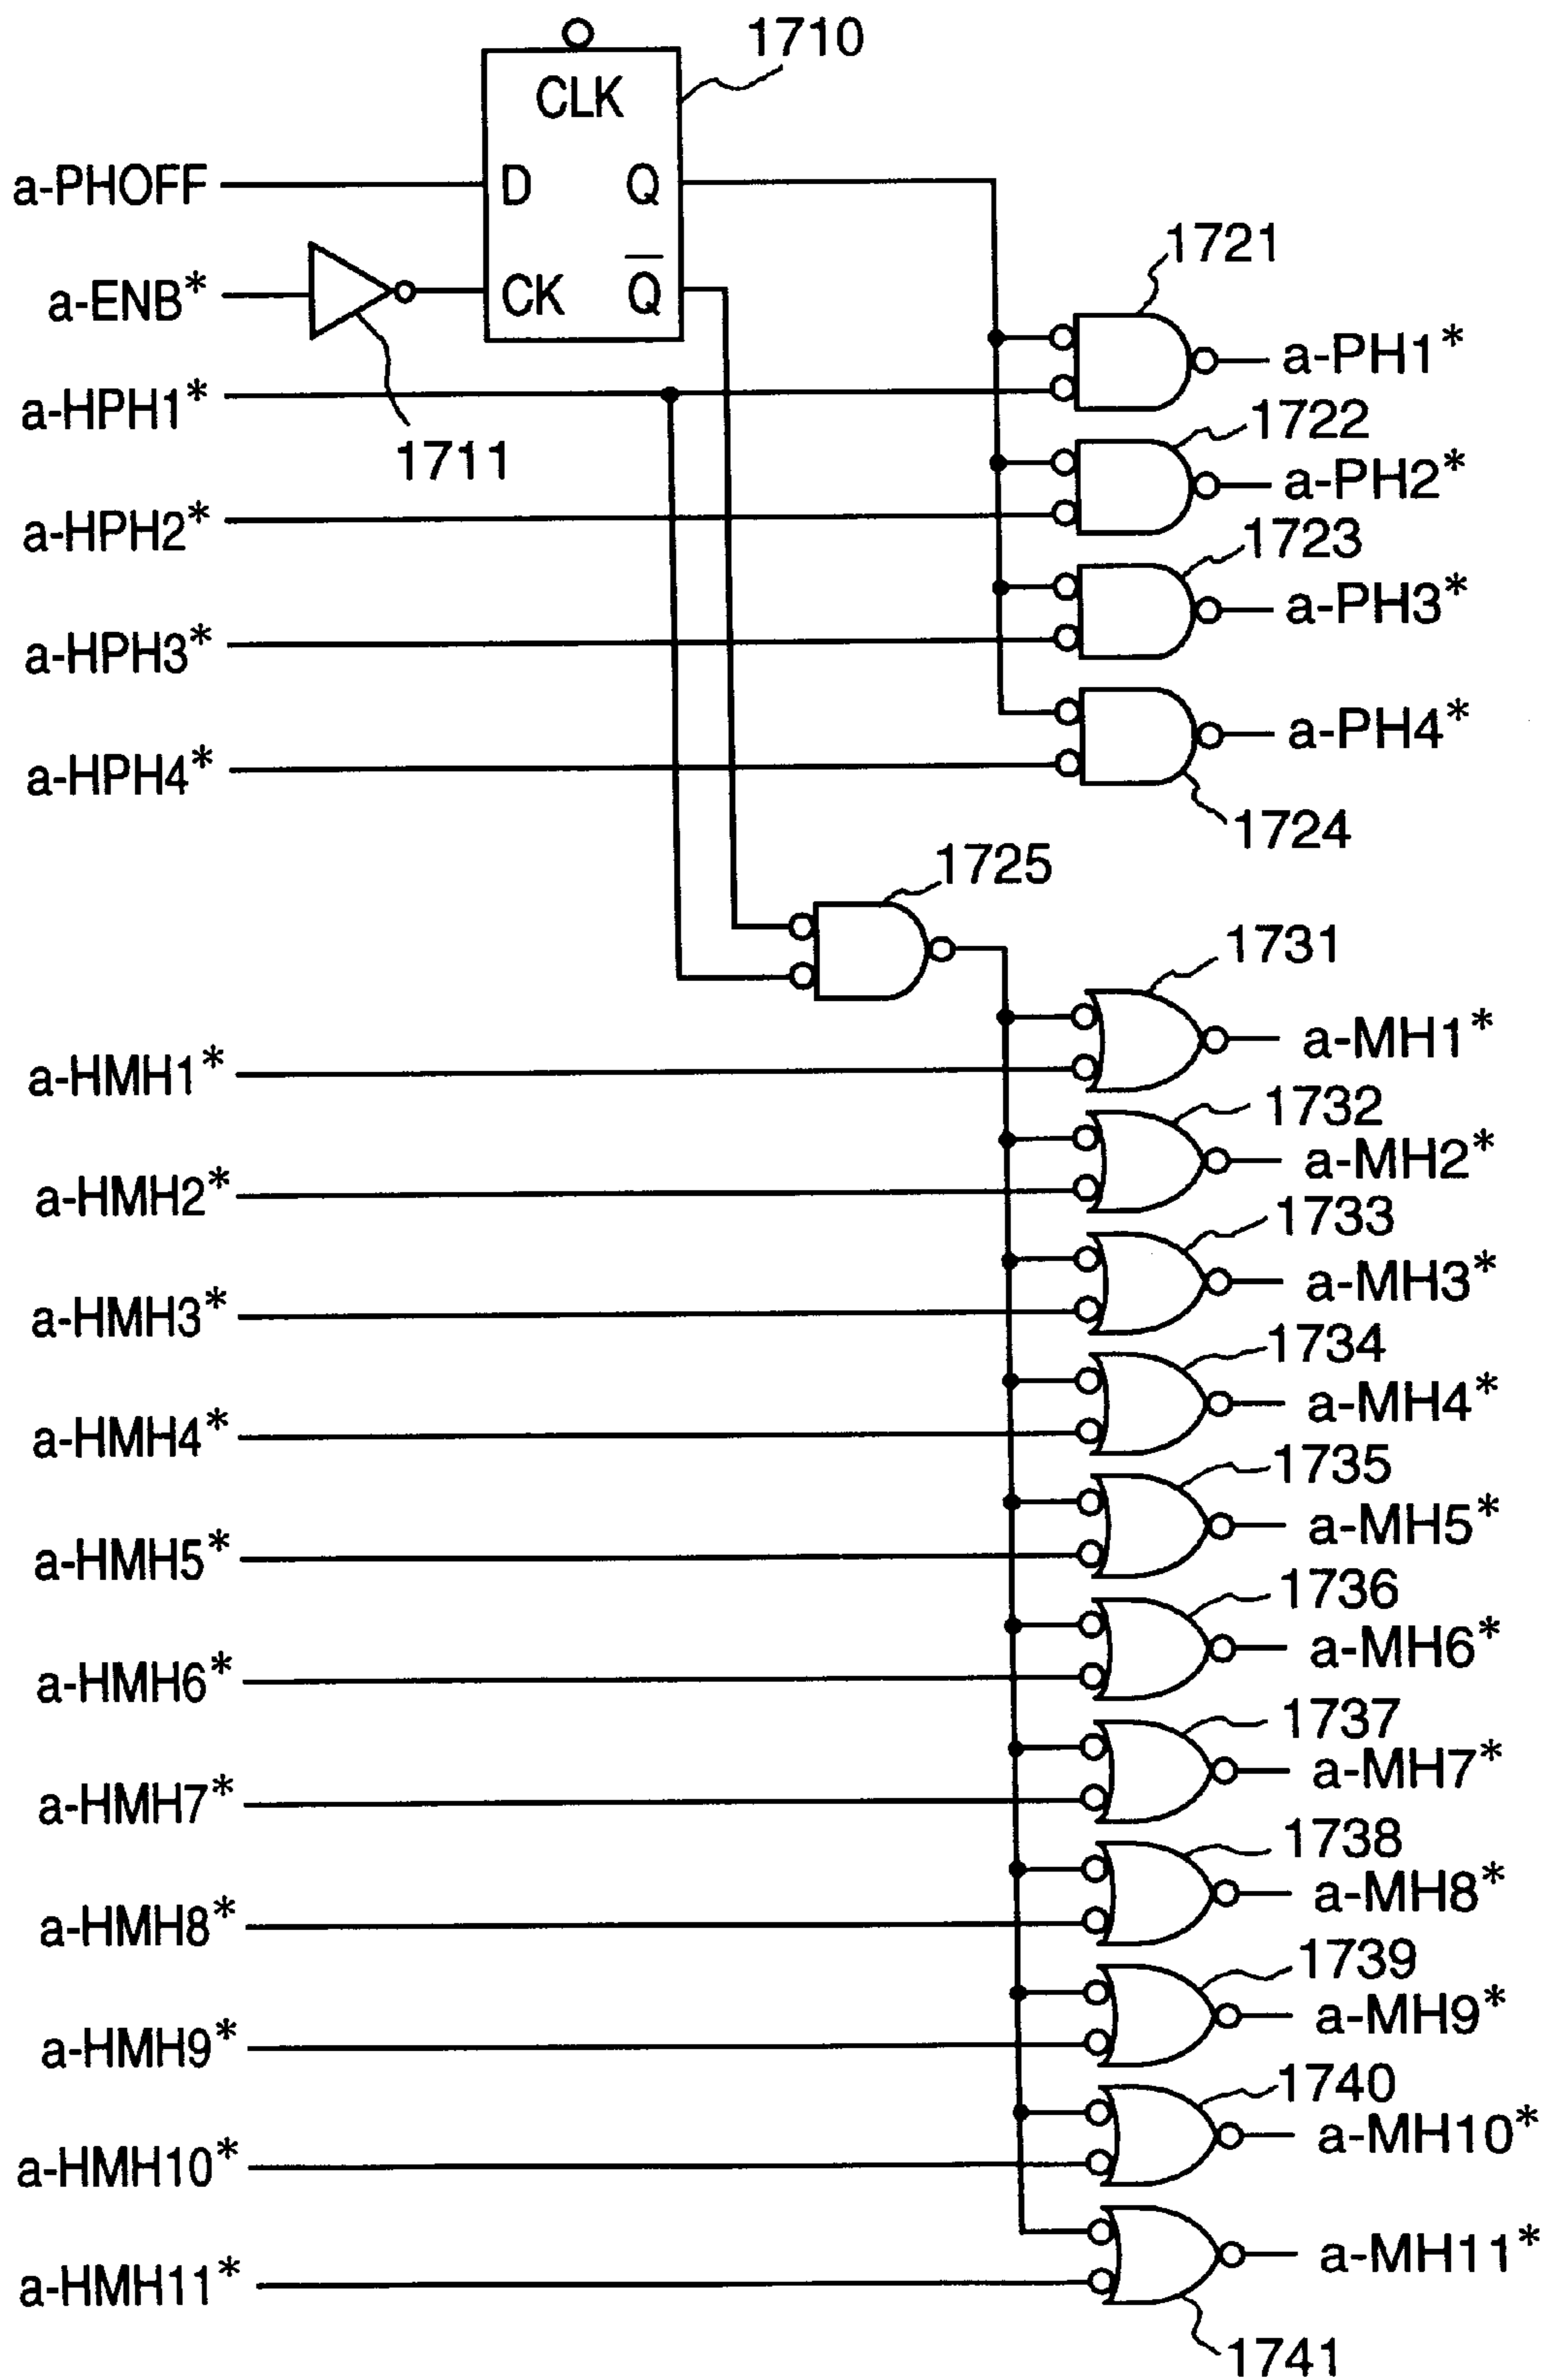 1710
CLK
a-PHOFF D Q
a-ENB* CK Q̅
1711
1721
a-HPH1* a-PH1*
1722
a-HPH2* a-PH2*
1723
a-HPH3* a-PH3*
a-HPH4* a-PH4*
1724
1725
1731
a-HMH1* a-MH1*
1732
a-HMH2* a-MH2*
1733
a-HMH3* a-MH3*
1734
a-HMH4* a-MH4*
1735
a-HMH5* a-MH5*
1736
a-HMH6* a-MH6*
1737
a-HMH7* a-MH7*
1738
a-HMH8* a-MH8*
1739
a-HMH9* a-MH9*
1740
a-HMH10* a-MH10*
a-HMH11* a-MH11*
1741